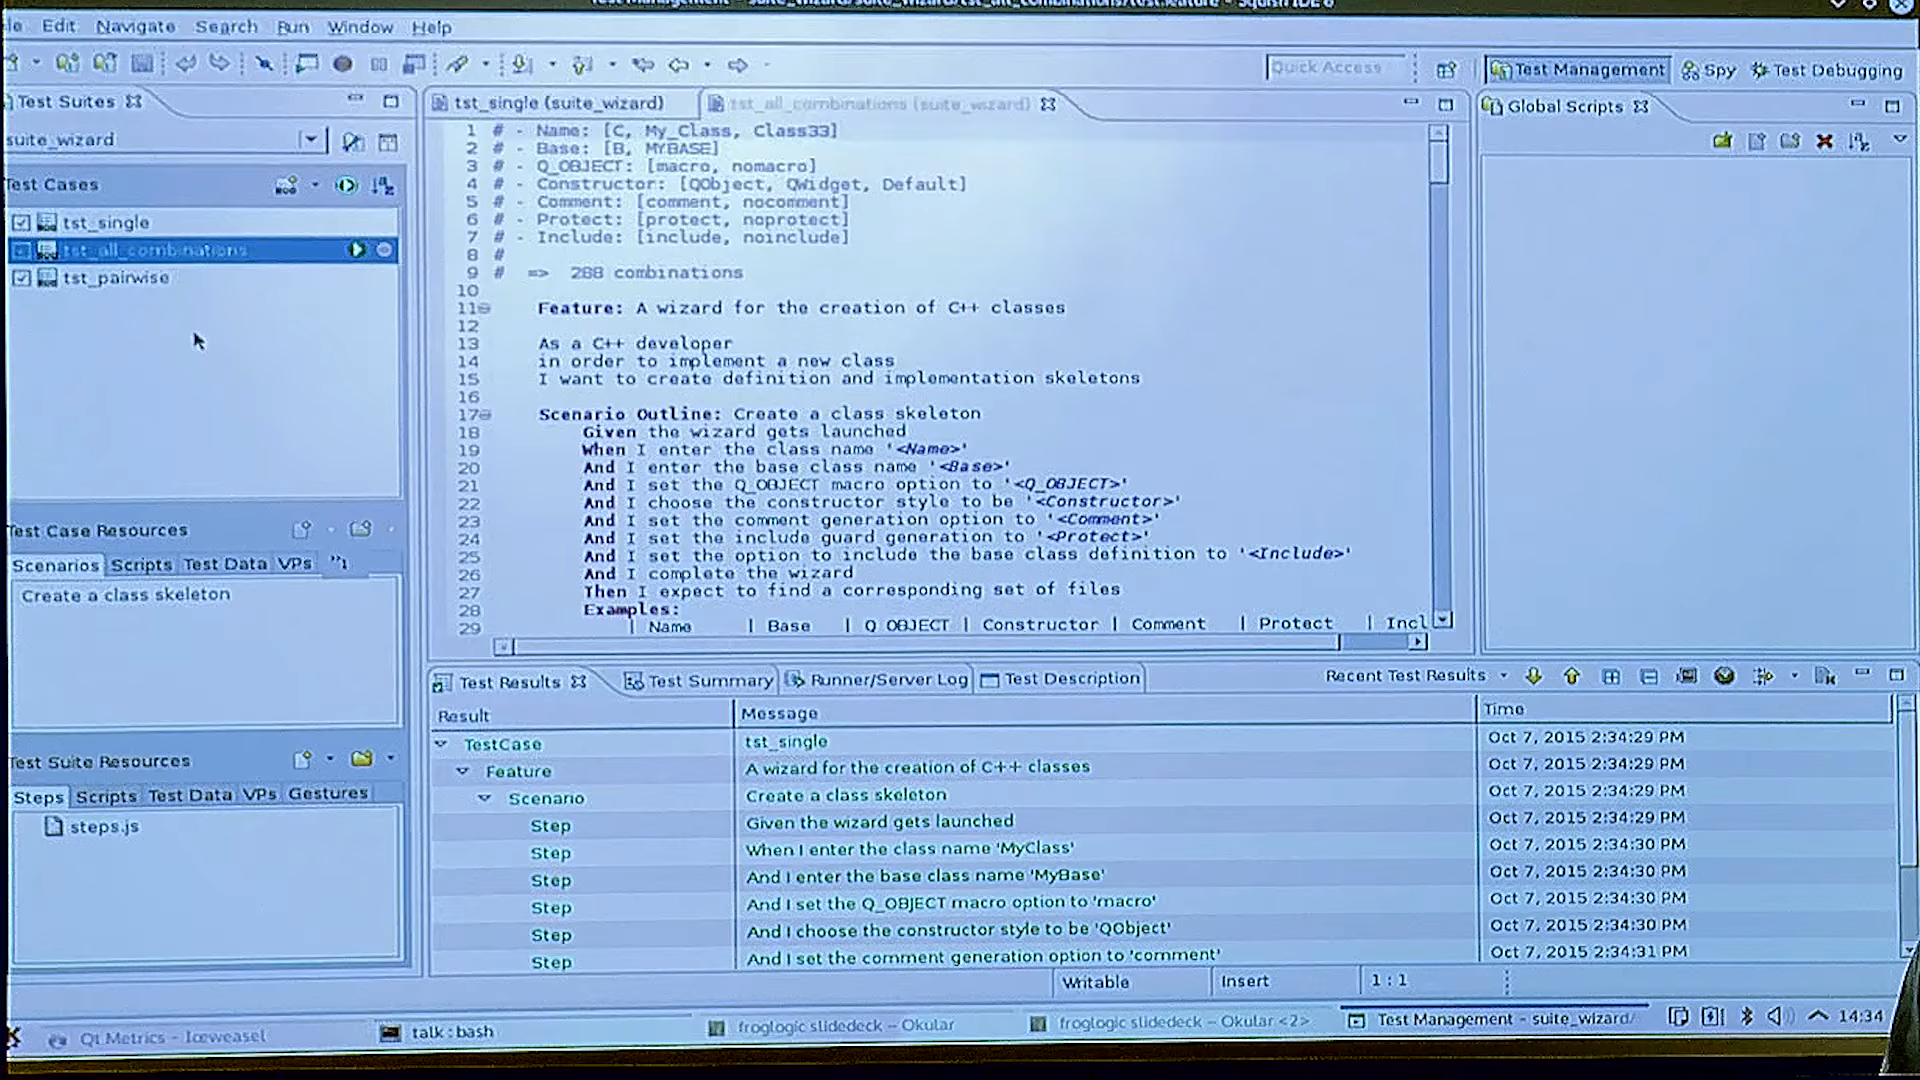 Test Management - suite_wizard/suite_wizard/tst_all_combinations/test.feature - Squish IDE 6
Edit Navigate Search Run Window Help
Quick Access
Test Management Spy Test Debugging
Test Suites
suite_wizard
Test Cases
tst_single
tst_all_combinations
tst_pairwise
Test Case Resources
Scenarios Scripts Test Data VPs "1
Create a class skeleton
Test Suite Resources
Steps Scripts Test Data VPs Gestures
steps.js
tst_single (suite_wizard) tst_all_combinations (suite_wizard)
1 # - Name: [C, My_Class, Class33]
2 # - Base: [B, MYBASE]
3 # - Q_OBJECT: [macro, nomacro]
4 # - Constructor: [QObject, QWidget, Default]
5 # - Comment: [comment, nocomment]
6 # - Protect: [protect, noprotect]
7 # - Include: [include, noinclude]
8 #
9 # => 288 combinations
10
11 Feature: A wizard for the creation of C++ classes
12
13 As a C++ developer
14 in order to implement a new class
15 I want to create definition and implementation skeletons
16
17 Scenario Outline: Create a class skeleton
18 Given the wizard gets launched
19 When I enter the class name '<Name>'
20 And I enter the base class name '<Base>'
21 And I set the Q_OBJECT macro option to '<Q_OBJECT>'
22 And I choose the constructor style to be '<Constructor>'
23 And I set the comment generation option to '<Comment>'
24 And I set the include guard generation to '<Protect>'
25 And I set the option to include the base class definition to '<Include>'
26 And I complete the wizard
27 Then I expect to find a corresponding set of files
28 Examples:
29 | Name | Base | Q_OBJECT | Constructor | Comment | Protect | Incl
Global Scripts
Test Results Test Summary Runner/Server Log Test Description
Recent Test Results
Result Message Time
TestCase tst_single Oct 7, 2015 2:34:29 PM
Feature A wizard for the creation of C++ classes Oct 7, 2015 2:34:29 PM
Scenario Create a class skeleton Oct 7, 2015 2:34:29 PM
Step Given the wizard gets launched Oct 7, 2015 2:34:29 PM
Step When I enter the class name 'MyClass' Oct 7, 2015 2:34:30 PM
Step And I enter the base class name 'MyBase' Oct 7, 2015 2:34:30 PM
Step And I set the Q_OBJECT macro option to 'macro' Oct 7, 2015 2:34:30 PM
Step And I choose the constructor style to be 'QObject' Oct 7, 2015 2:34:30 PM
Step And I set the comment generation option to 'comment' Oct 7, 2015 2:34:31 PM
Writable Insert 1 : 1
Qt Metrics - Iceweasel talk : bash froglogic slidedeck – Okular froglogic slidedeck – Okular <2> Test Management - suite_wizard/ 14:34